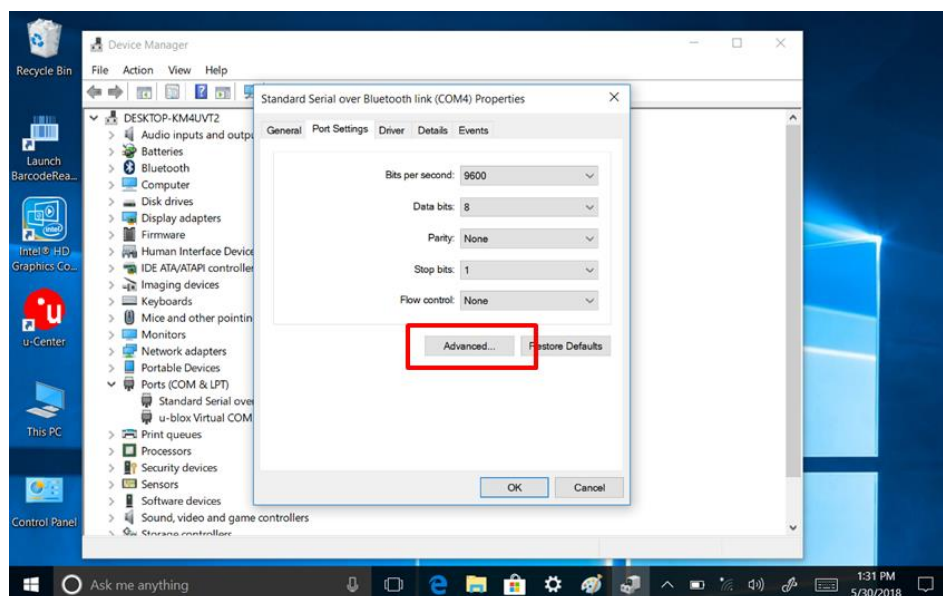 Recycle Bin
Launch
BarcodeRea...
Intel® HD
Graphics Co...
u
u-Center
This PC
Control Panel
Device Manager
File Action View Help
DESKTOP-KM4UVT2
Audio inputs and outpu
Batteries
Bluetooth
Computer
Disk drives
Display adapters
Firmware
Human Interface Device
IDE ATA/ATAPI controller
Imaging devices
Keyboards
Mice and other pointin
Monitors
Network adapters
Portable Devices
Ports (COM & LPT)
Standard Serial over
u-blox Virtual COM
Print queues
Processors
Security devices
Sensors
Software devices
Sound, video and game controllers
Storage controllers
Standard Serial over Bluetooth link (COM4) Properties
General Port Settings Driver Details Events
Bits per second: 9600
Data bits: 8
Parity: None
Stop bits: 1
Flow control: None
Advanced... Restore Defaults
OK Cancel
Ask me anything
1:31 PM
5/30/2018